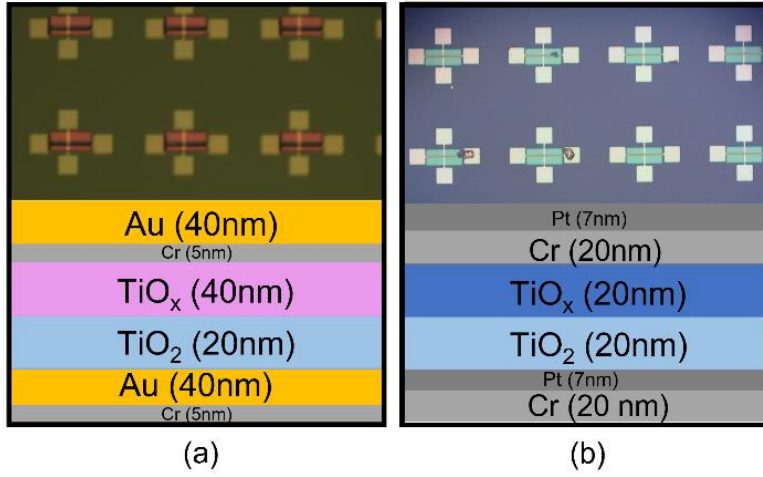 Au (40nm)
Cr (5nm)
TiOₓ (40nm)
TiO₂ (20nm)
Au (40nm)
Cr (5nm)
(a)
Pt (7nm)
Cr (20nm)
TiOₓ (20nm)
TiO₂ (20nm)
Pt (7nm)
Cr (20 nm)
(b)